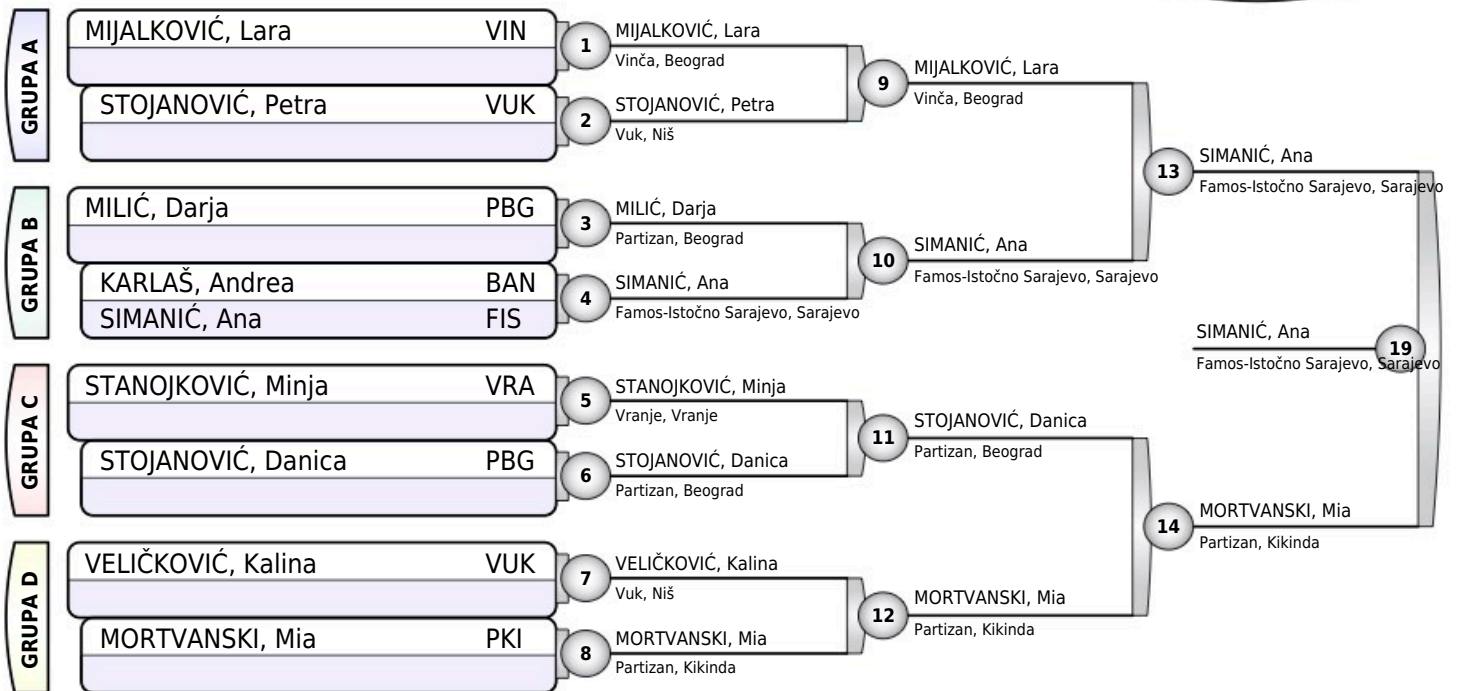 GRUPA A
MIJALKOVIĆ, Lara VIN
STOJANOVIĆ, Petra VUK
GRUPA B
MILIĆ, Darja PBG
KARLAŠ, Andrea BAN
SIMANIĆ, Ana FIS
GRUPA C
STANOJKOVIĆ, Minja VRA
STOJANOVIĆ, Danica PBG
GRUPA D
VELIČKOVIĆ, Kalina VUK
MORTVANSKI, Mia PKI
1
MIJALKOVIĆ, Lara
Vinča, Beograd
2
STOJANOVIĆ, Petra
Vuk, Niš
3
MILIĆ, Darja
Partizan, Beograd
4
SIMANIĆ, Ana
Famos-Istočno Sarajevo, Sarajevo
5
STANOJKOVIĆ, Minja
Vranje, Vranje
6
STOJANOVIĆ, Danica
Partizan, Beograd
7
VELIČKOVIĆ, Kalina
Vuk, Niš
8
MORTVANSKI, Mia
Partizan, Kikinda
9
MIJALKOVIĆ, Lara
Vinča, Beograd
10
SIMANIĆ, Ana
Famos-Istočno Sarajevo, Sarajevo
11
STOJANOVIĆ, Danica
Partizan, Beograd
12
MORTVANSKI, Mia
Partizan, Kikinda
13
SIMANIĆ, Ana
Famos-Istočno Sarajevo, Sarajevo
14
MORTVANSKI, Mia
Partizan, Kikinda
SIMANIĆ, Ana
19
Famos-Istočno Sarajevo, Sarajevo